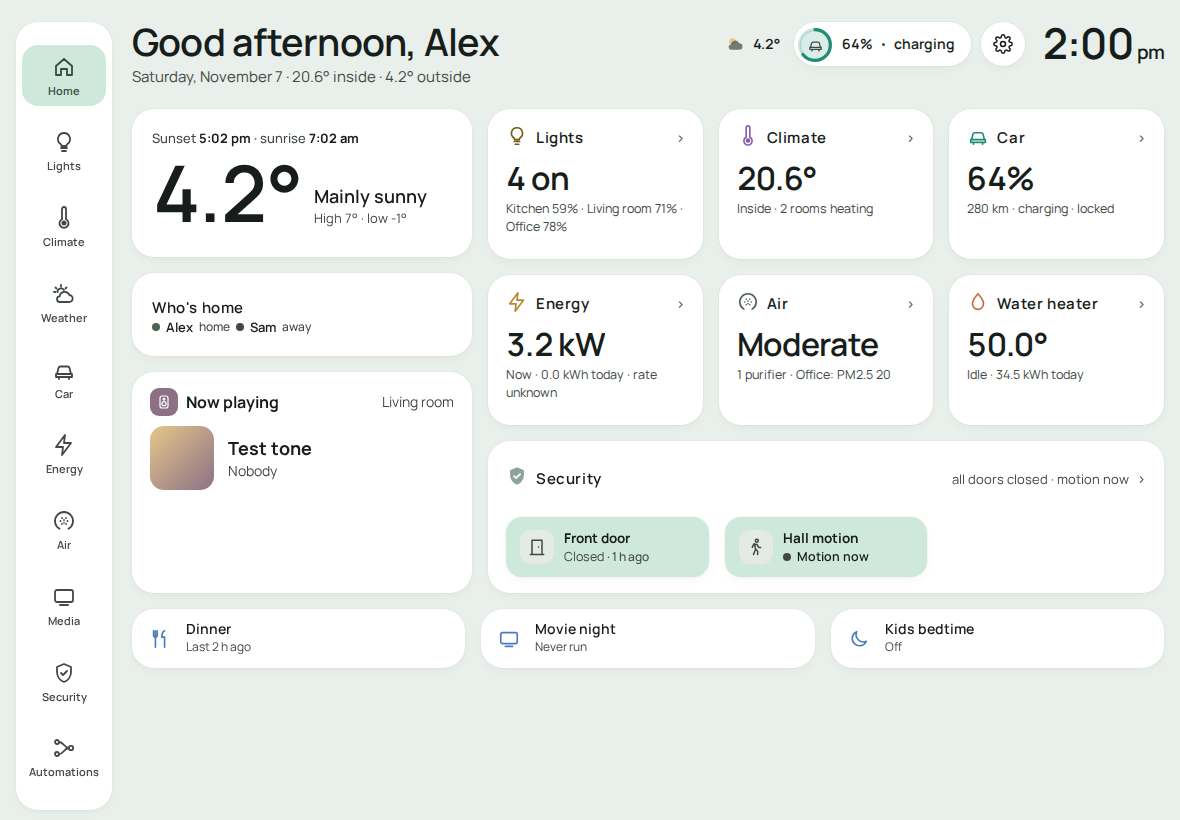 Good afternoon, Alex
Saturday, November 7 · 20.6° inside · 4.2° outside
4.2°
64% • charging
2:00 pm
Home
Lights
Climate
Weather
Car
Energy
Air
Media
Security
Automations
Sunset 5:02 pm · sunrise 7:02 am
4.2°
Mainly sunny
High 7° · low -1°
Who's home
Alex home Sam away
Now playing
Living room
Test tone
Nobody
Lights
4 on
Kitchen 59% · Living room 71% ·
Office 78%
Climate
20.6°
Inside · 2 rooms heating
Car
64%
280 km · charging · locked
Energy
3.2 kW
Now · 0.0 kWh today · rate
unknown
Air
Moderate
1 purifier · Office: PM2.5 20
Water heater
50.0°
Idle · 34.5 kWh today
Security
all doors closed · motion now
Front door
Closed · 1 h ago
Hall motion
Motion now
Dinner
Last 2 h ago
Movie night
Never run
Kids bedtime
Off